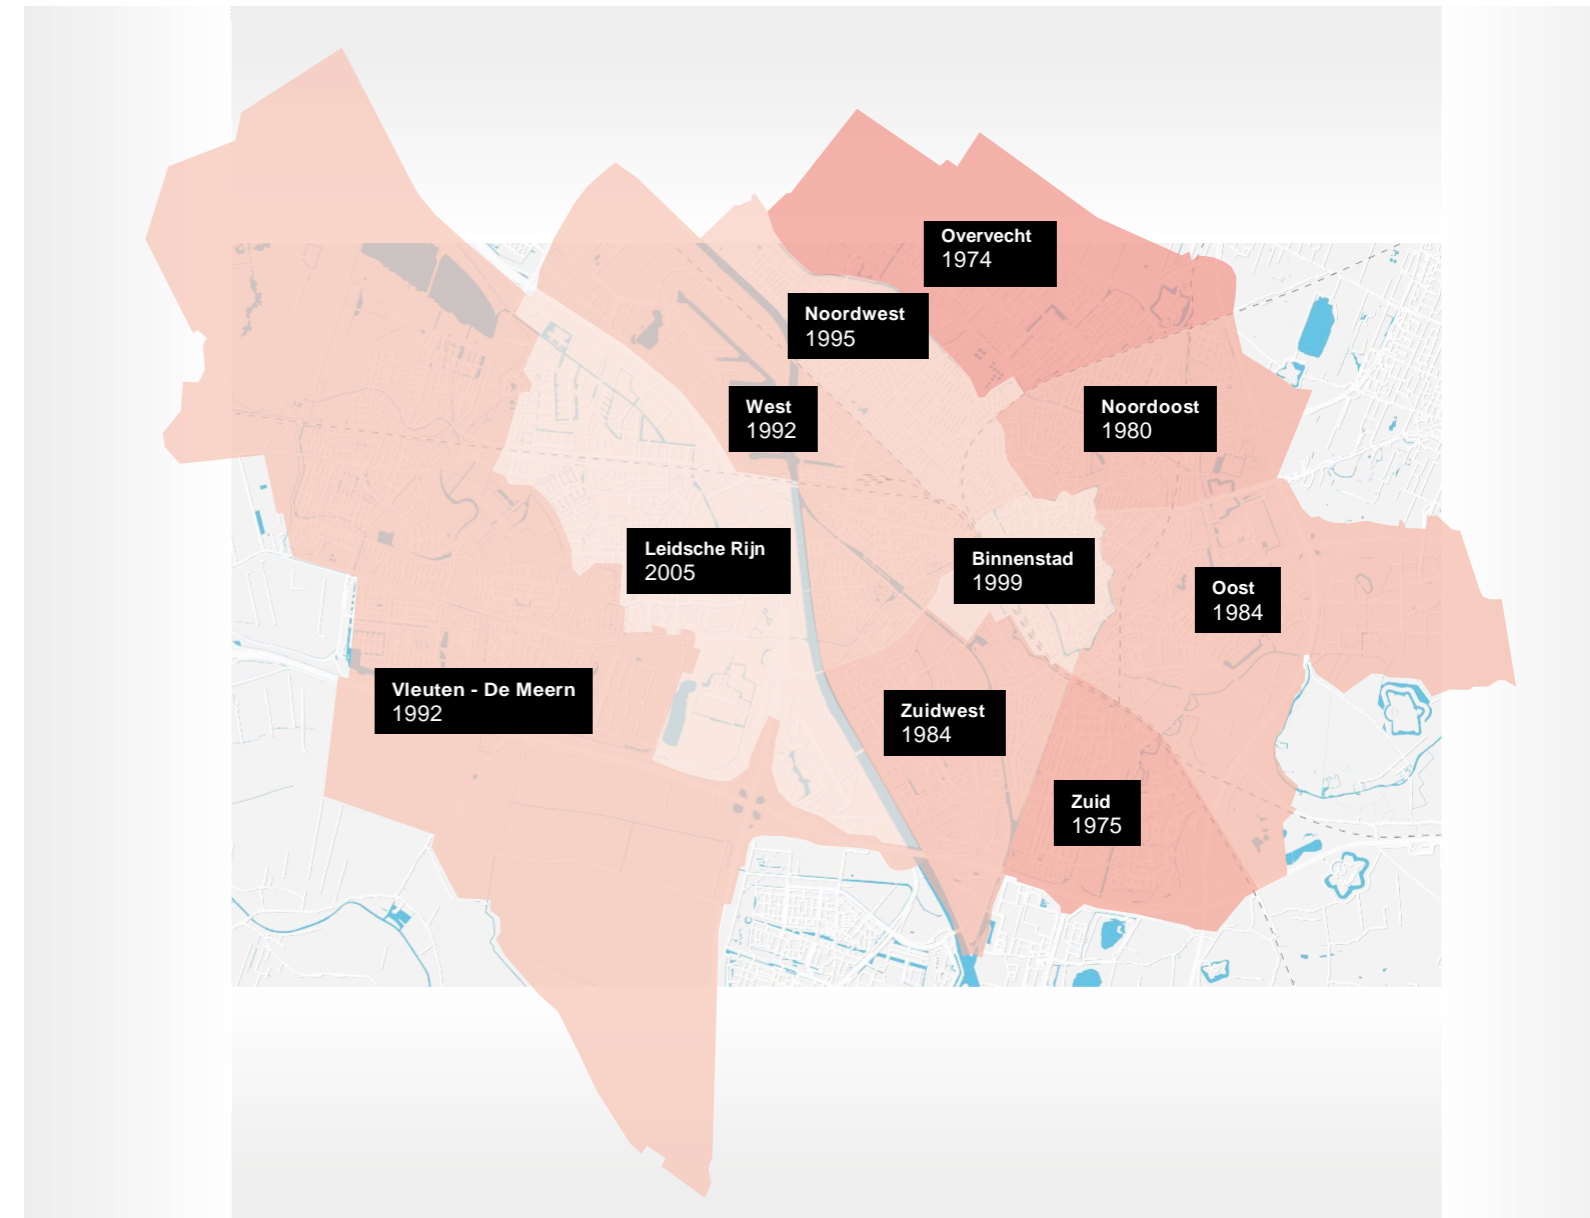 Overvecht
1974
Noordwest
1995
West
1992
Noordoost
1980
Leidsche Rijn
2005
Binnenstad
1999
Oost
1984
Vleuten - De Meern
1992
Zuidwest
1984
Zuid
1975